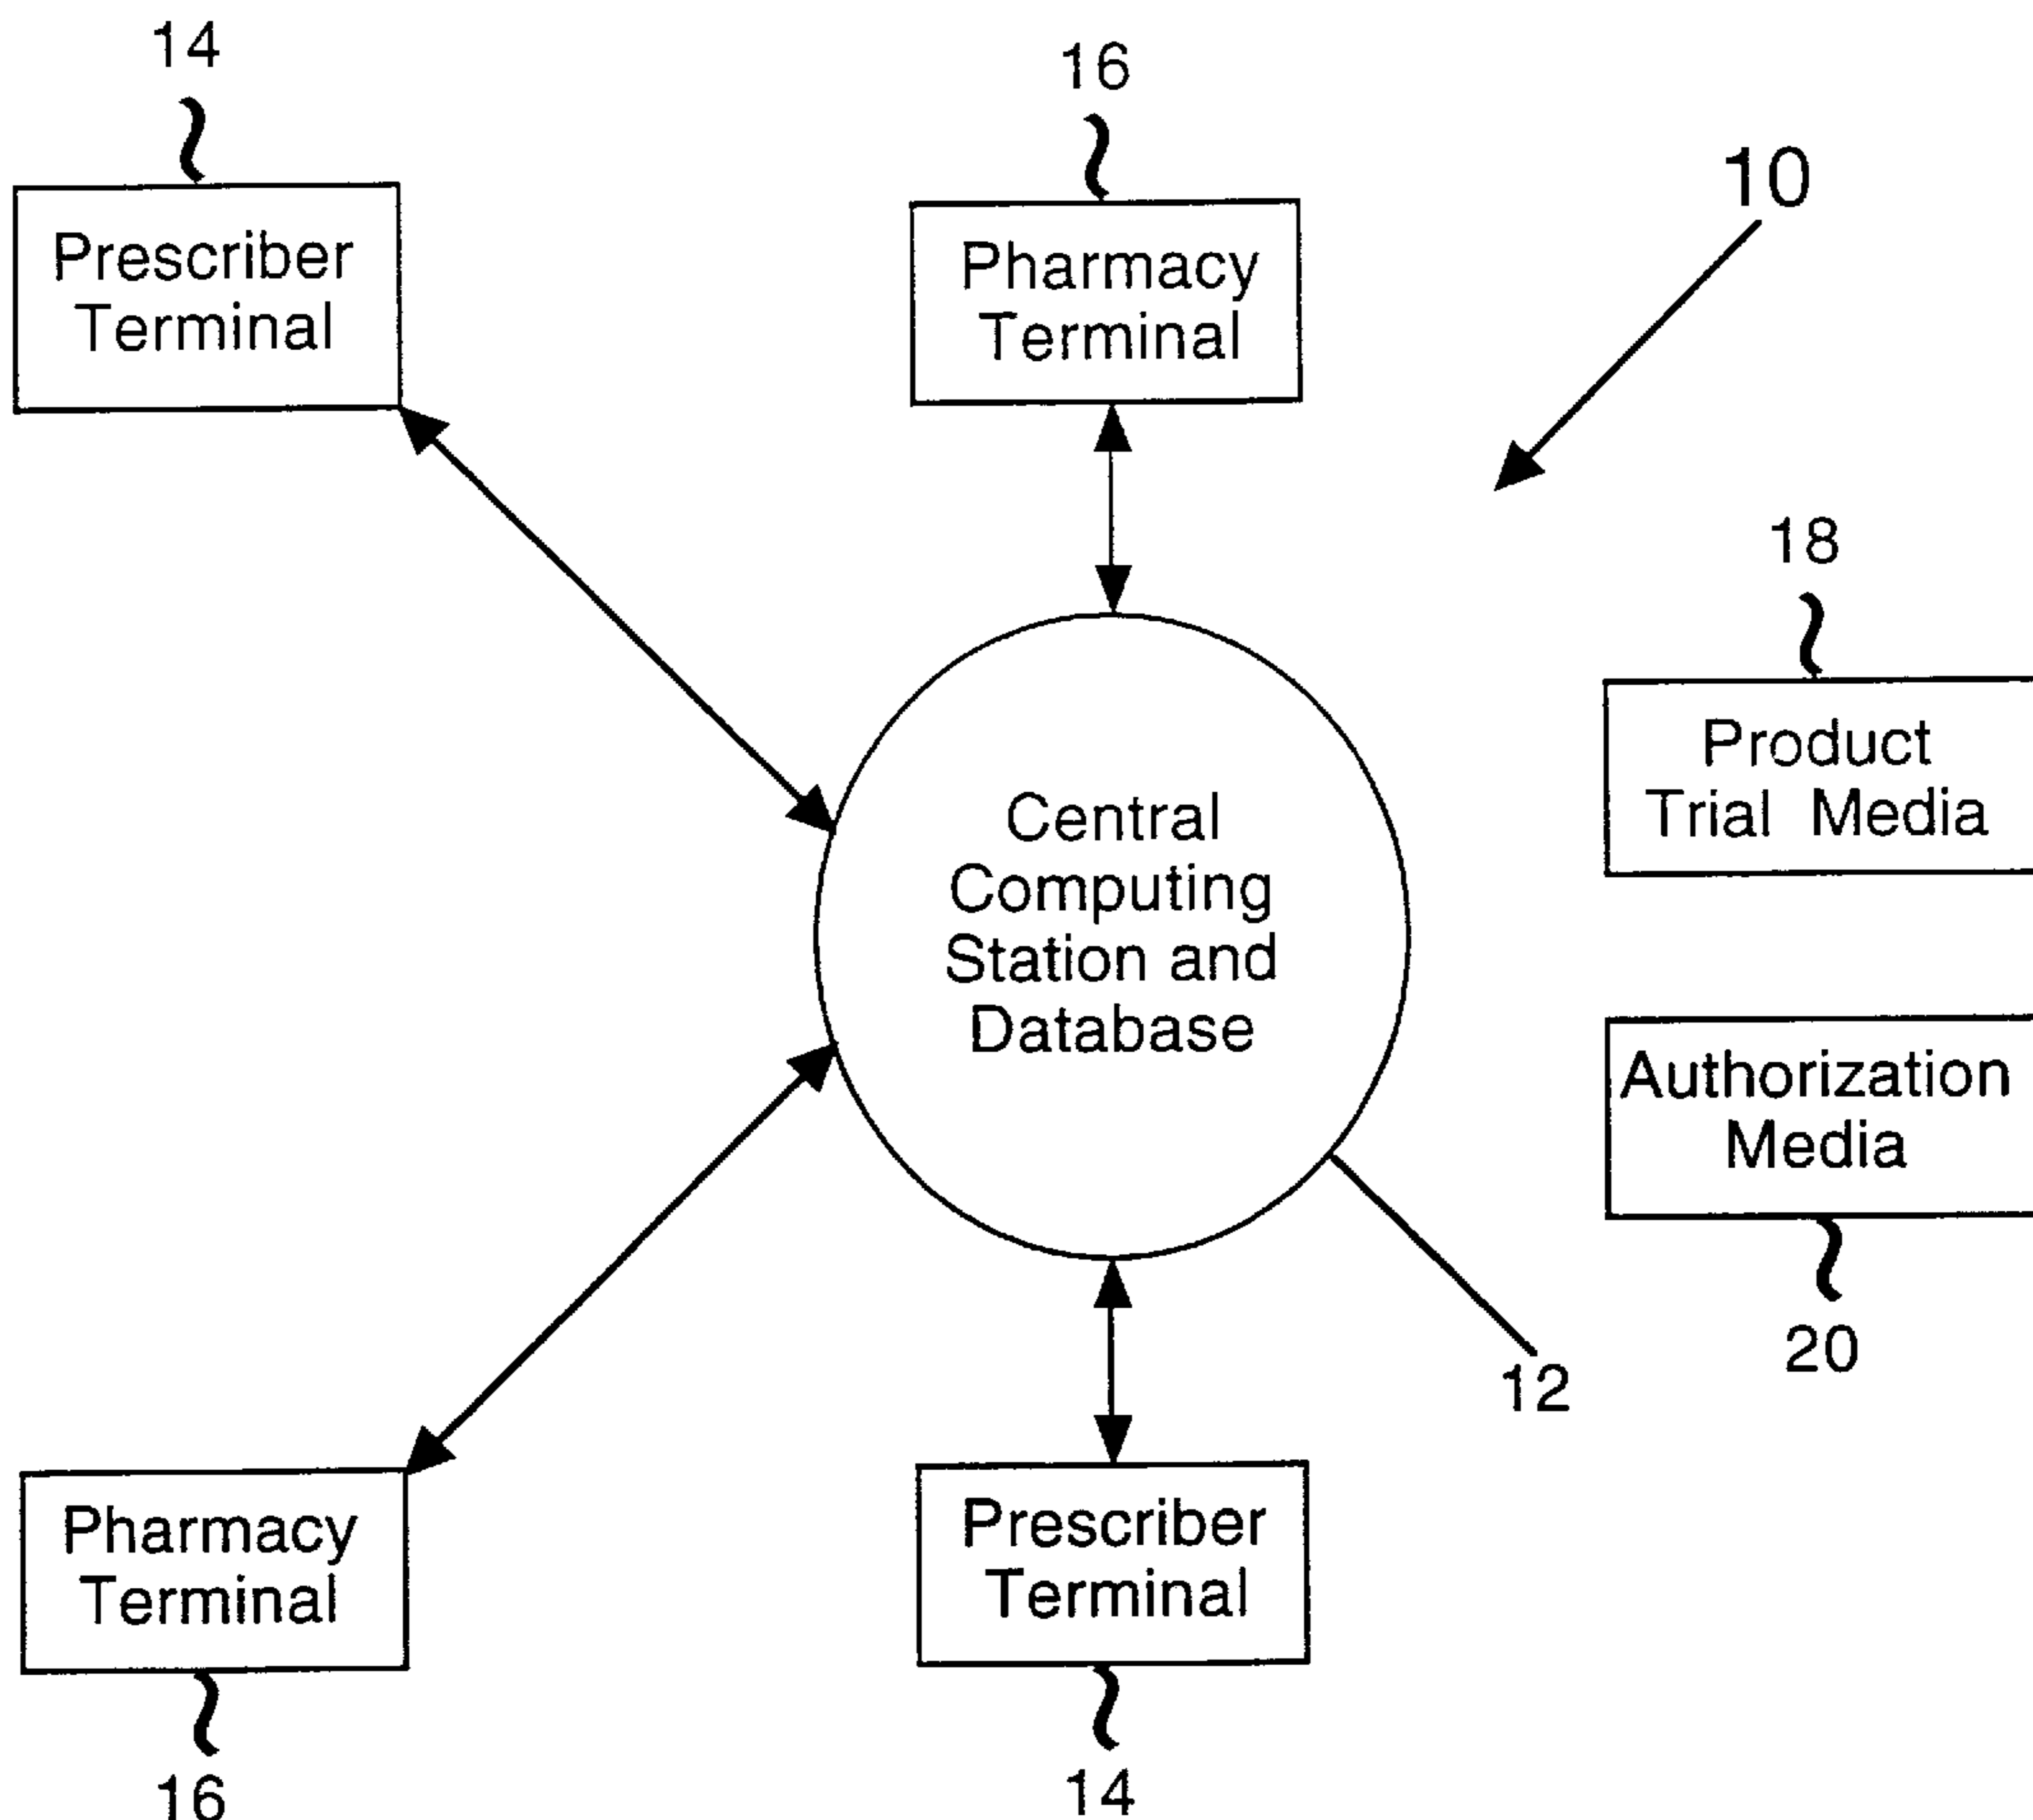 14
16
10
Prescriber
Terminal
Pharmacy
Terminal
18
Product
Trial Media
Central
Computing
Station and
Database
Authorization
Media
20
12
Pharmacy
Terminal
Prescriber
Terminal
16
14